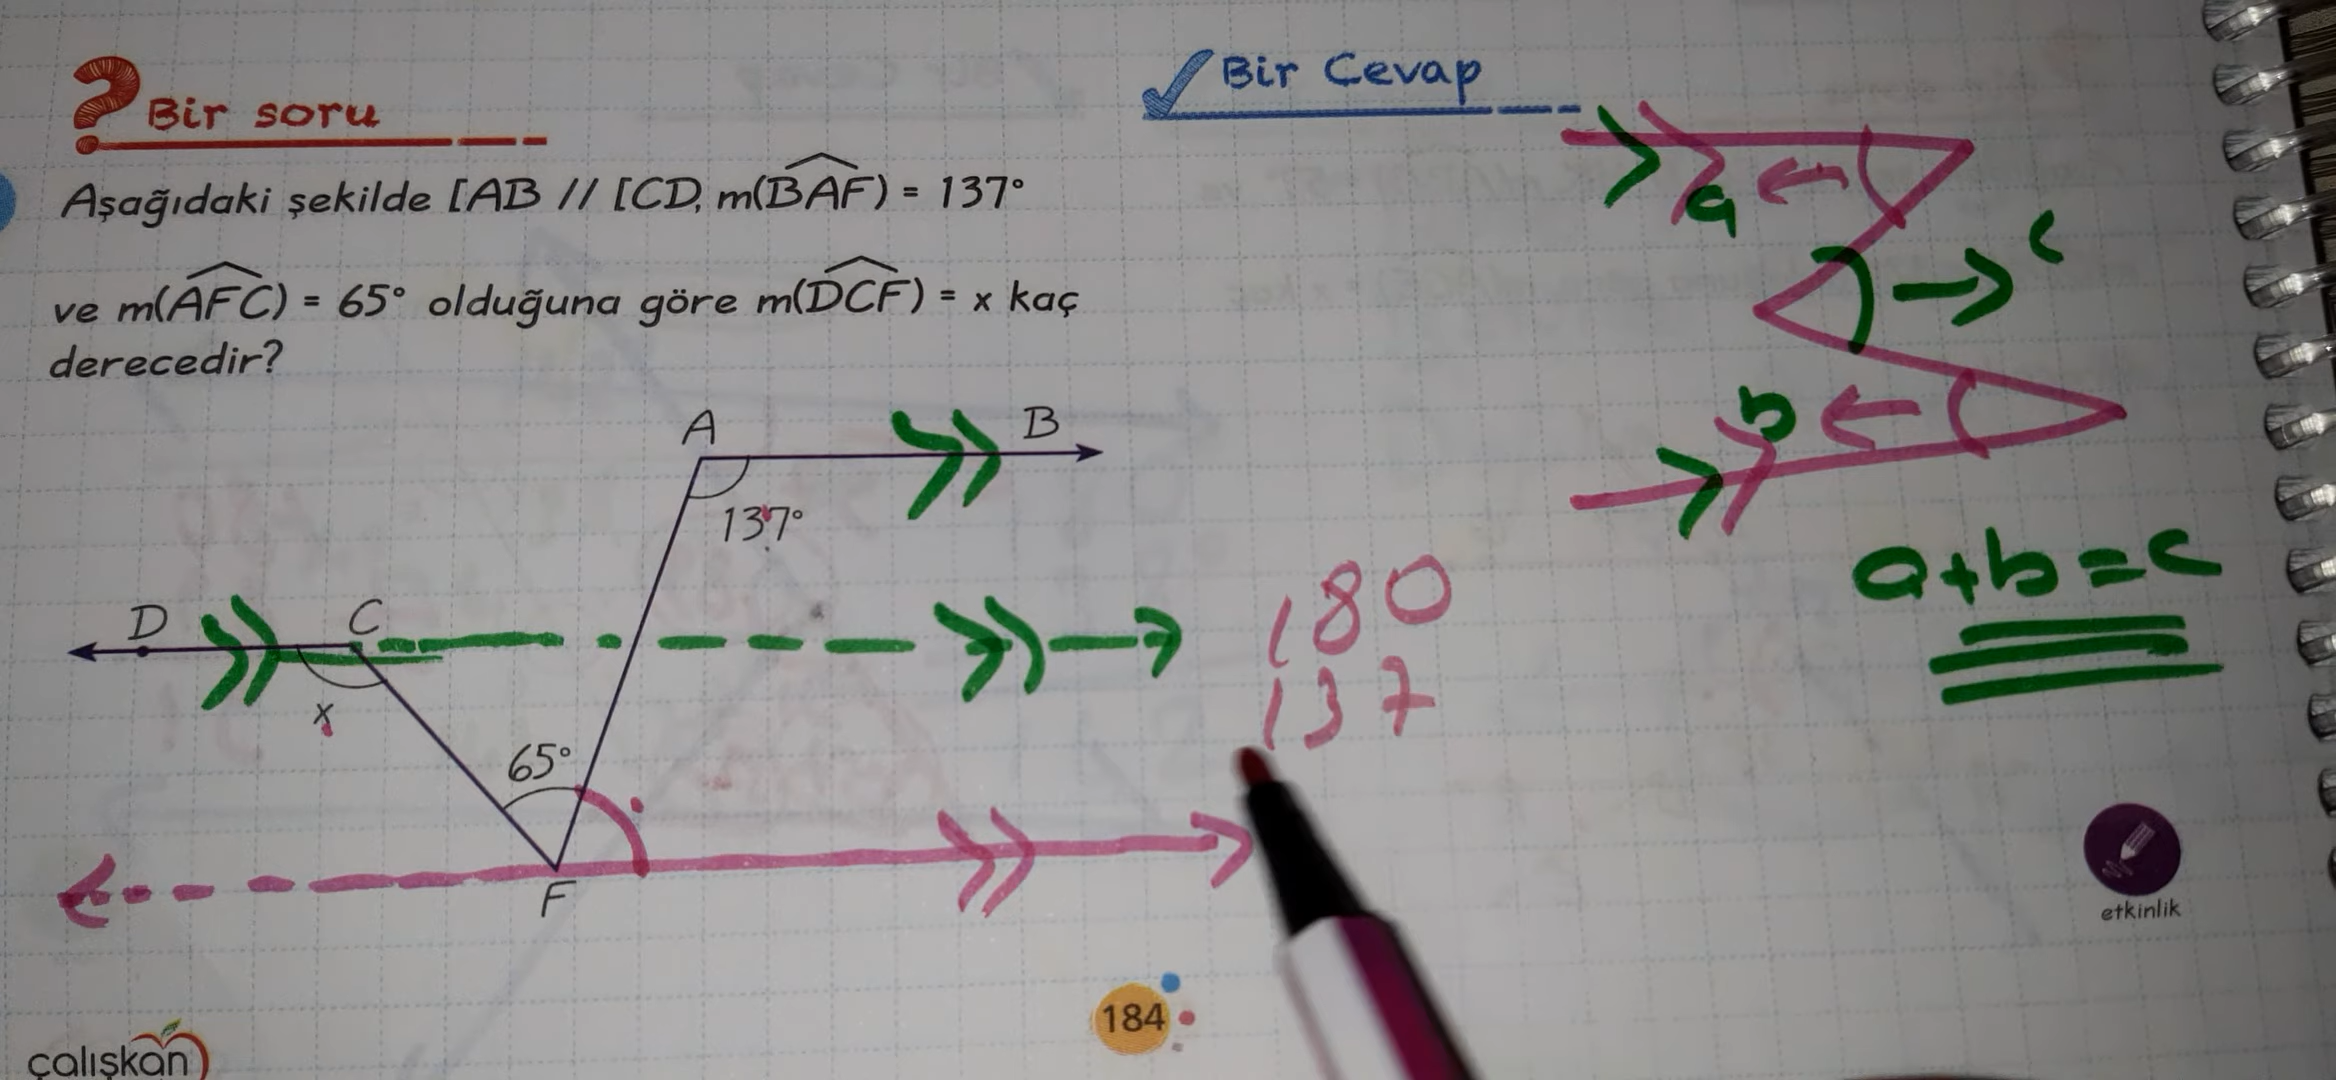 Bir soru
Bir Cevap
Aşağıdaki şekilde [AB // [CD, m(BAF) = 137°
ve m(AFC) = 65° olduğuna göre m(DCF) = x kaç
derecedir?
a
c
b
a+b=c
A
B
137°
D
C
x
65°
F
180
137
etkinlik
184
çalışkan